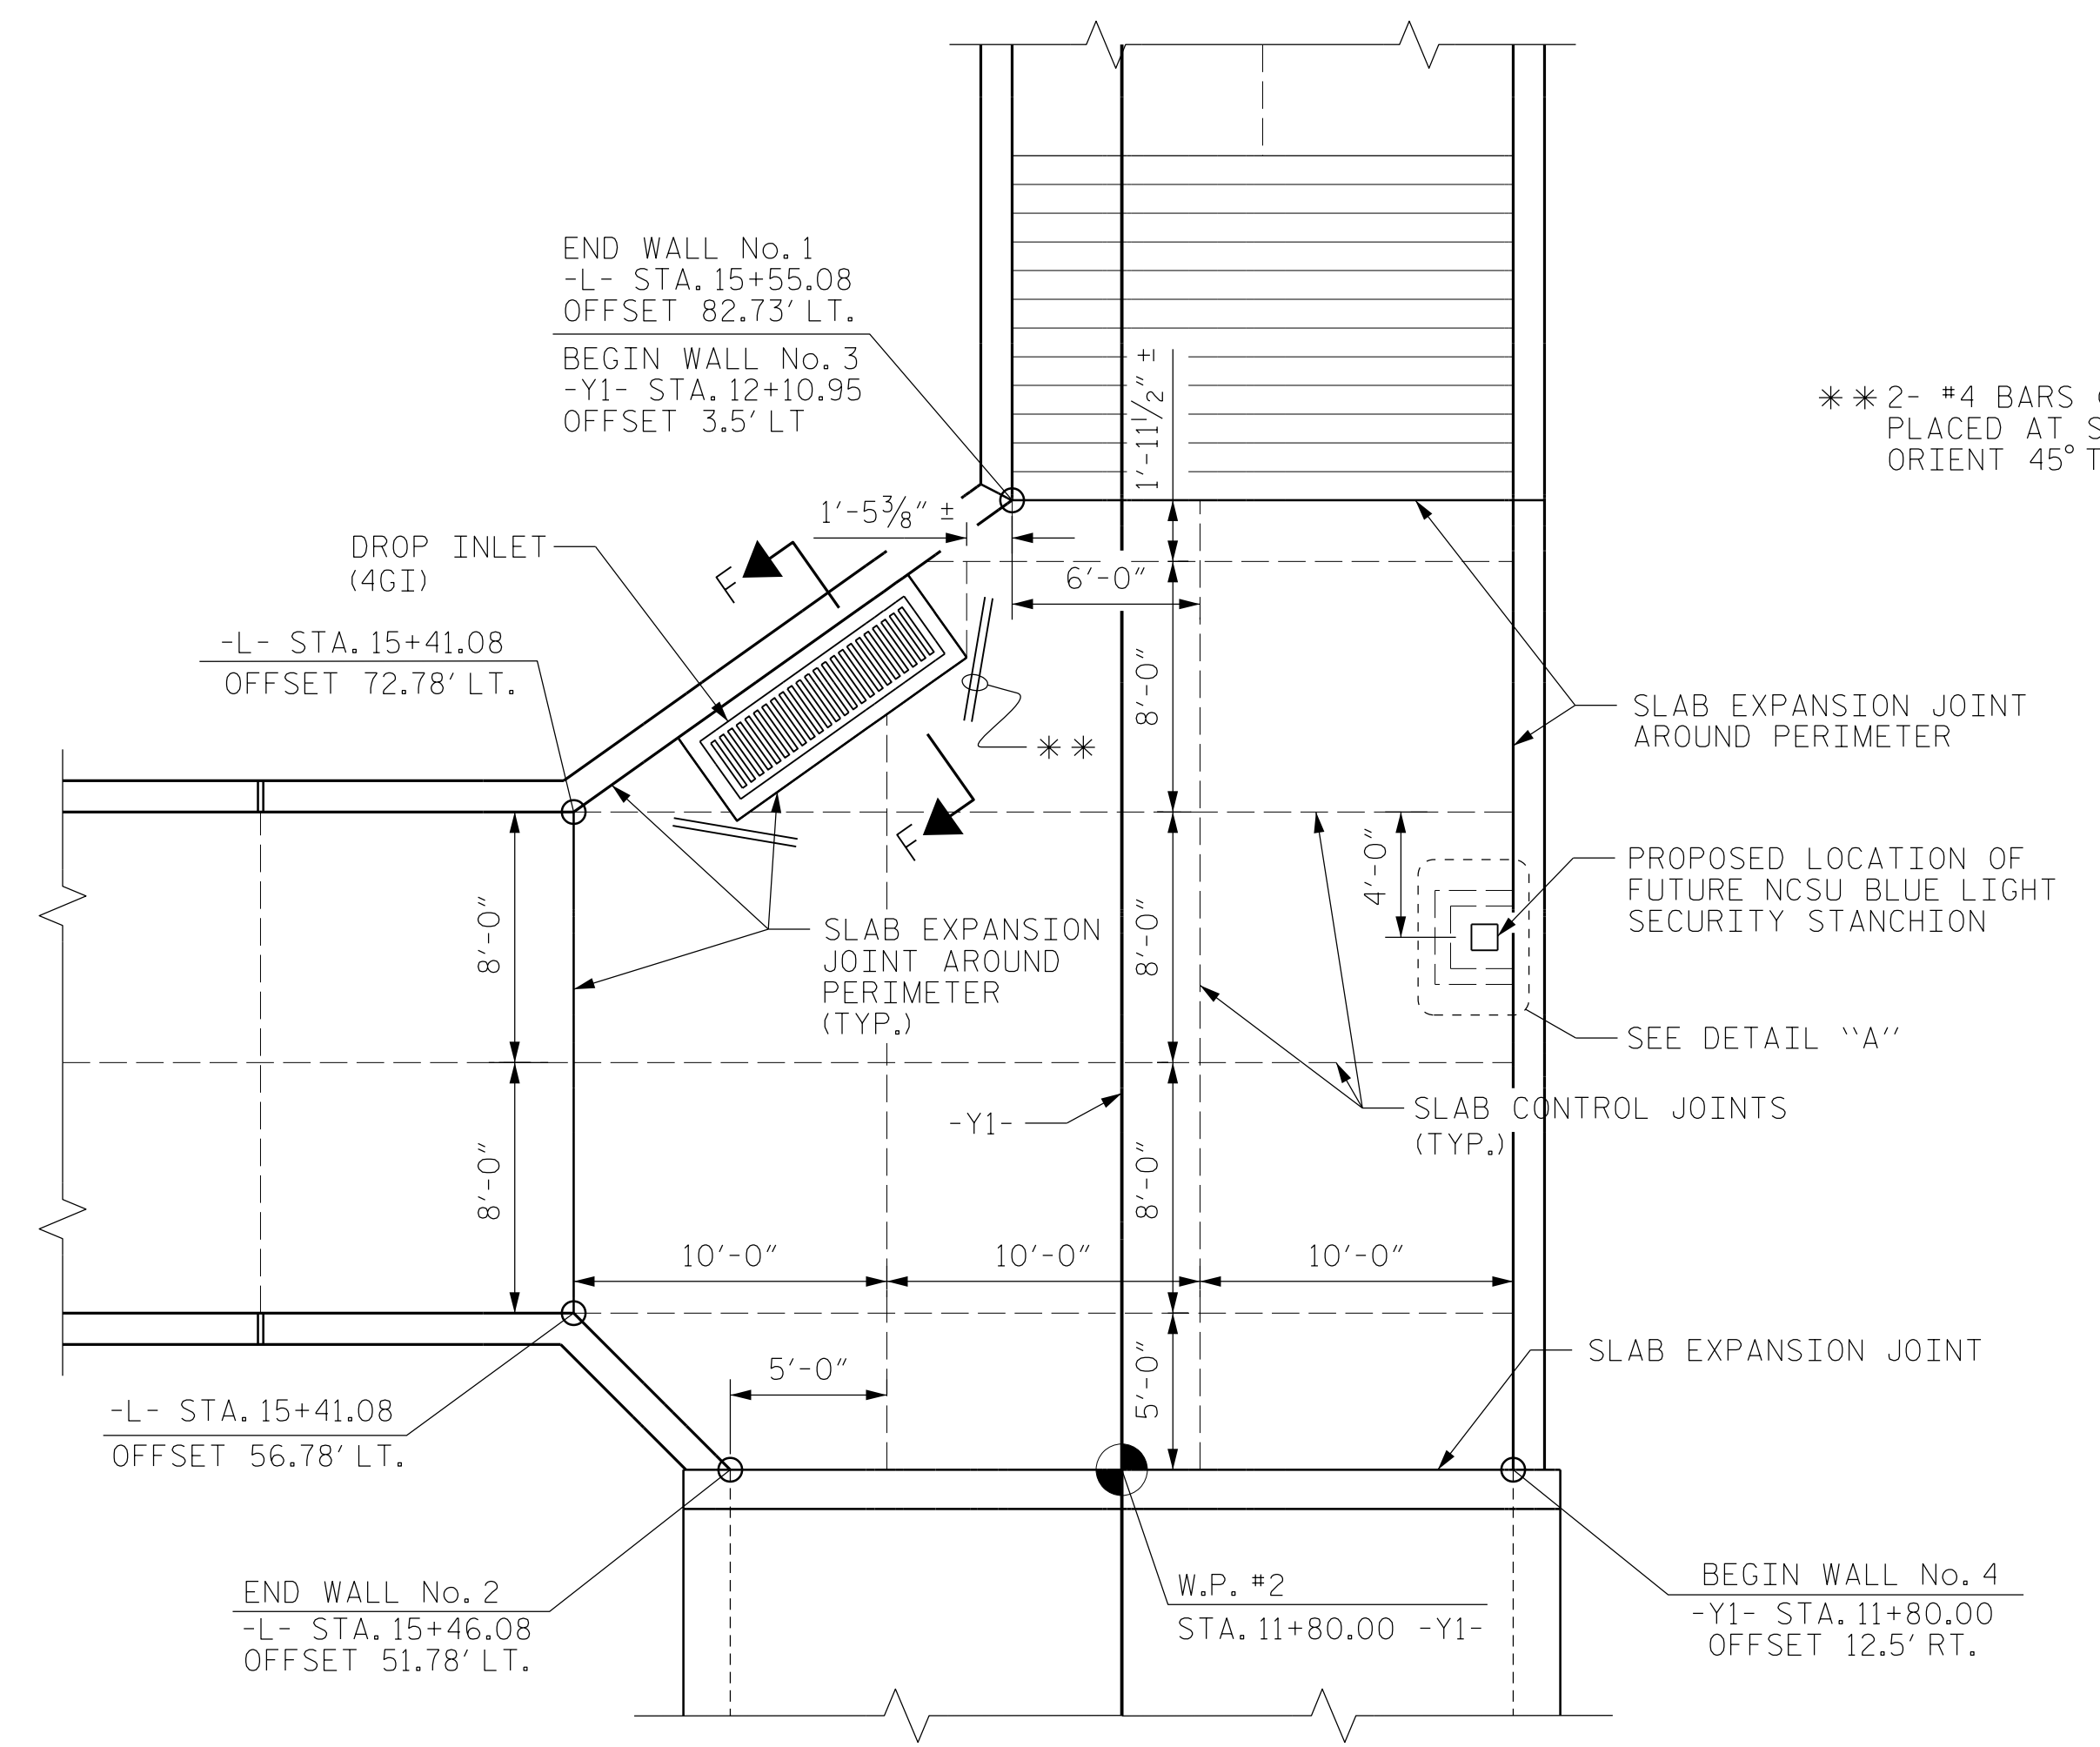 END WALL No. 1
-L- STA. 15+55.08
OFFSET 82.73' LT.
BEGIN WALL No. 3
-Y1- STA. 12+10.95
OFFSET 3.5' LT
1'-11 1/2" ±
** 2- #4 BARS
PLACED AT
ORIENT 45°
1'-5 3/8" ±
DROP INLET
(4GI)
F
6'-0"
-L- STA. 15+41.08
OFFSET 72.78' LT.
8'-0"
SLAB EXPANSION JOINT
AROUND PERIMETER
**
F
4'-0"
PROPOSED LOCATION OF
FUTURE NCSU BLUE LIGHT
SECURITY STANCHION
8'-0"
8'-0"
SLAB EXPANSION
JOINT AROUND
PERIMETER
(TYP.)
SEE DETAIL "A"
-Y1-
SLAB CONTROL JOINTS
(TYP.)
8'-0"
8'-0"
10'-0"
10'-0"
10'-0"
5'-0"
5'-0"
SLAB EXPANSION JOINT
-L- STA. 15+41.08
OFFSET 56.78' LT.
END WALL No. 2
-L- STA. 15+46.08
OFFSET 51.78' LT.
W.P. #2
STA. 11+80.00 -Y1-
BEGIN WALL No. 4
-Y1- STA. 11+80.00
OFFSET 12.5' RT.